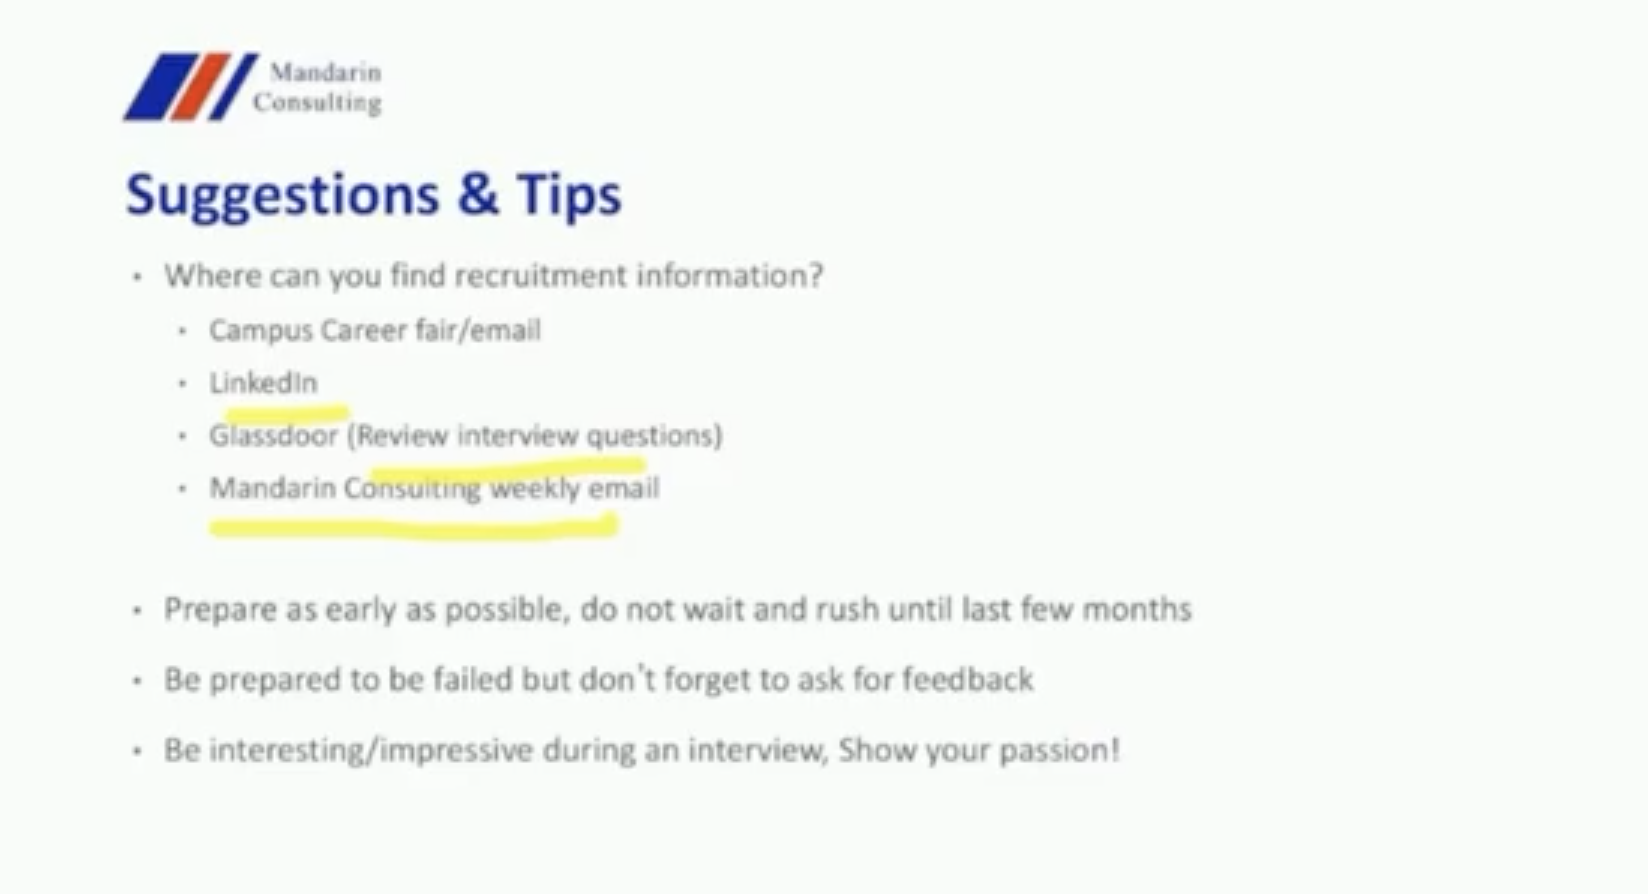 Mandarin
Consulting
Suggestions & Tips
• Where can you find recruitment information?
• Campus Career fair/email
• LinkedIn
• Glassdoor (Review interview questions)
• Mandarin Consulting weekly email
• Prepare as early as possible, do not wait and rush until last few months
• Be prepared to be failed but don't forget to ask for feedback
• Be interesting/impressive during an interview, Show your passion!